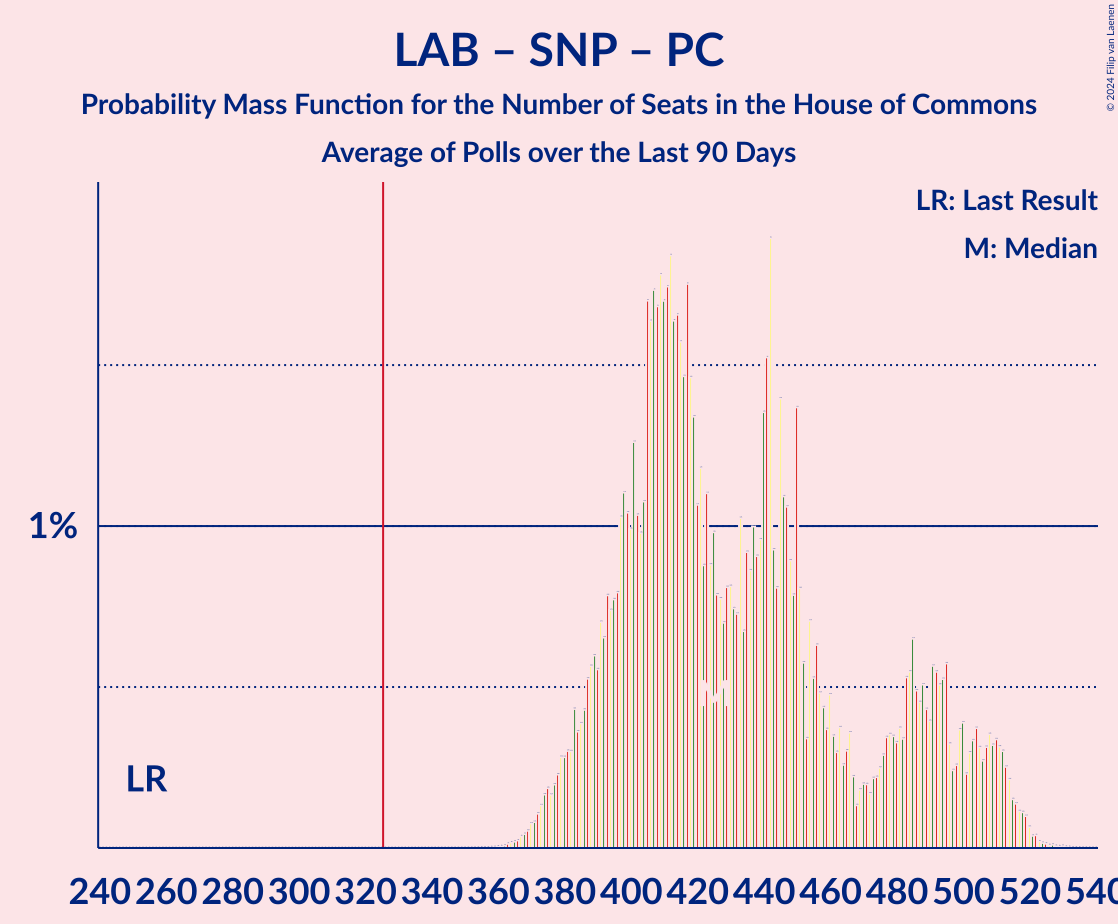 LAB – SNP – PC
Probability Mass Function for the Number of Seats in the House of Commons
Average of Polls over the Last 90 Days
© 2024 Filip van Laenen
LR: Last Result
M: Median
1%
LR
M
240 260 280 300 320 340 360 380 400 420 440 460 480 500 520 540